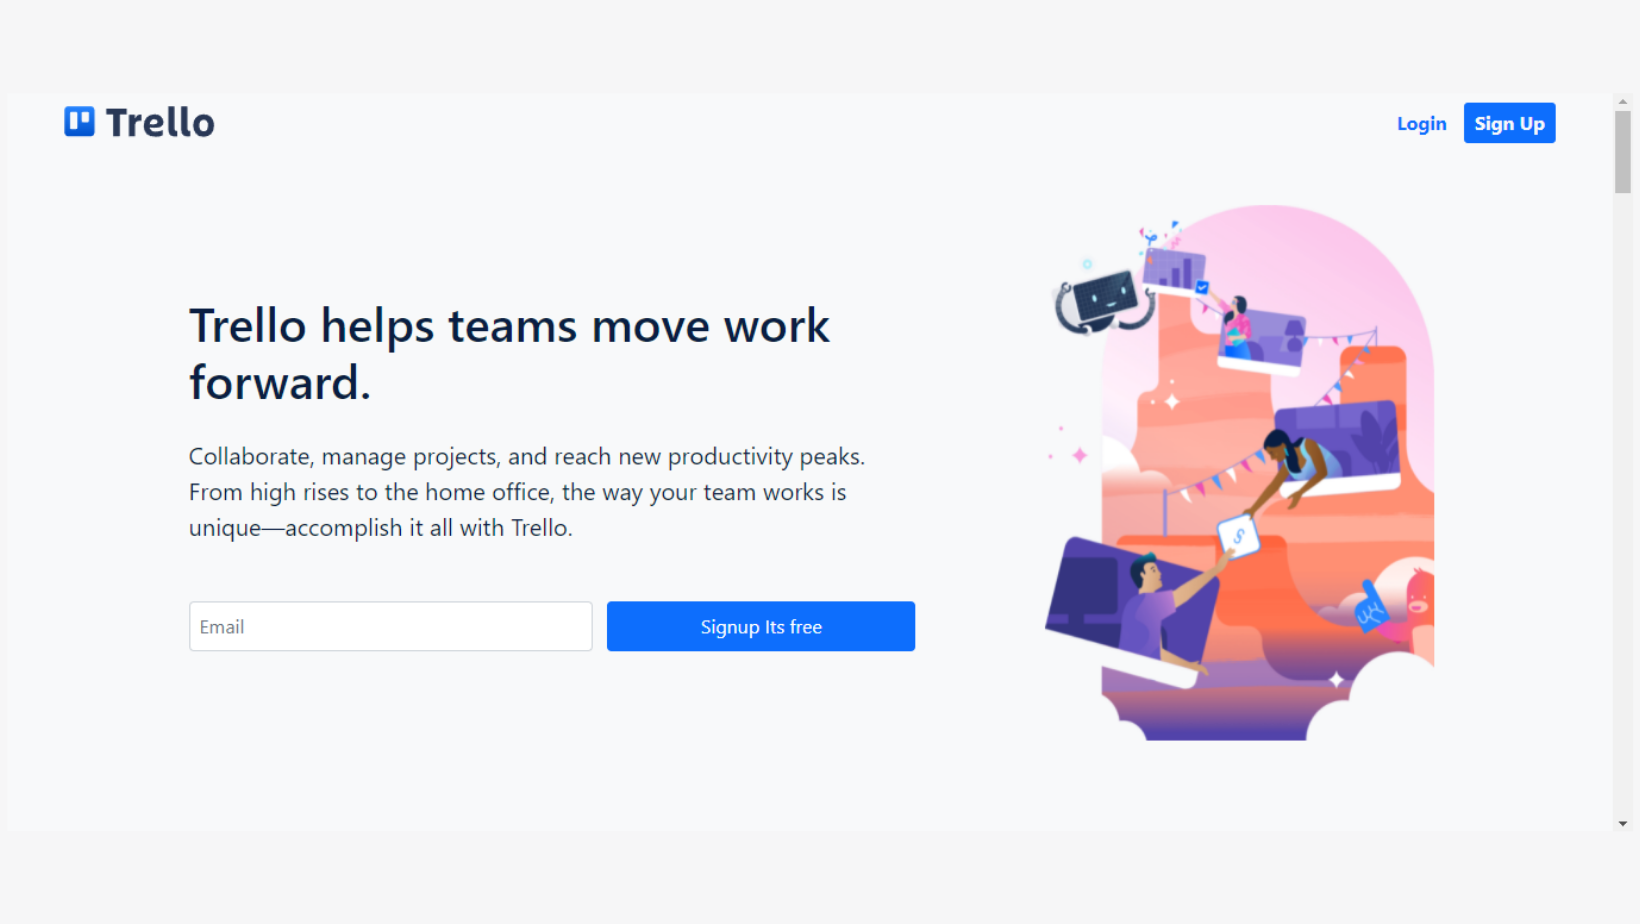 Trello
Login
Sign Up
Trello helps teams move work
forward.
Collaborate, manage projects, and reach new productivity peaks.
From high rises to the home office, the way your team works is
unique—accomplish it all with Trello.
Email
Signup Its free